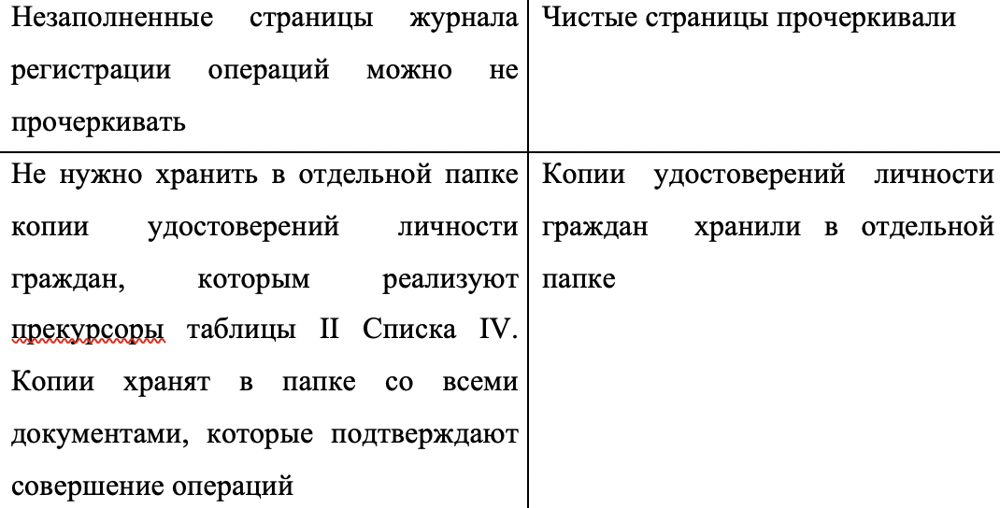 Незаполненные страницы журнала
регистрации операций можно не
прочеркивать
Чистые страницы прочеркивали
Не нужно хранить в отдельной папке
копии удостоверений личности
граждан, которым реализуют
прекурсоры таблицы II Списка IV.
Копии хранят в папке со всеми
документами, которые подтверждают
совершение операций
Копии удостоверений личности
граждан хранили в отдельной
папке